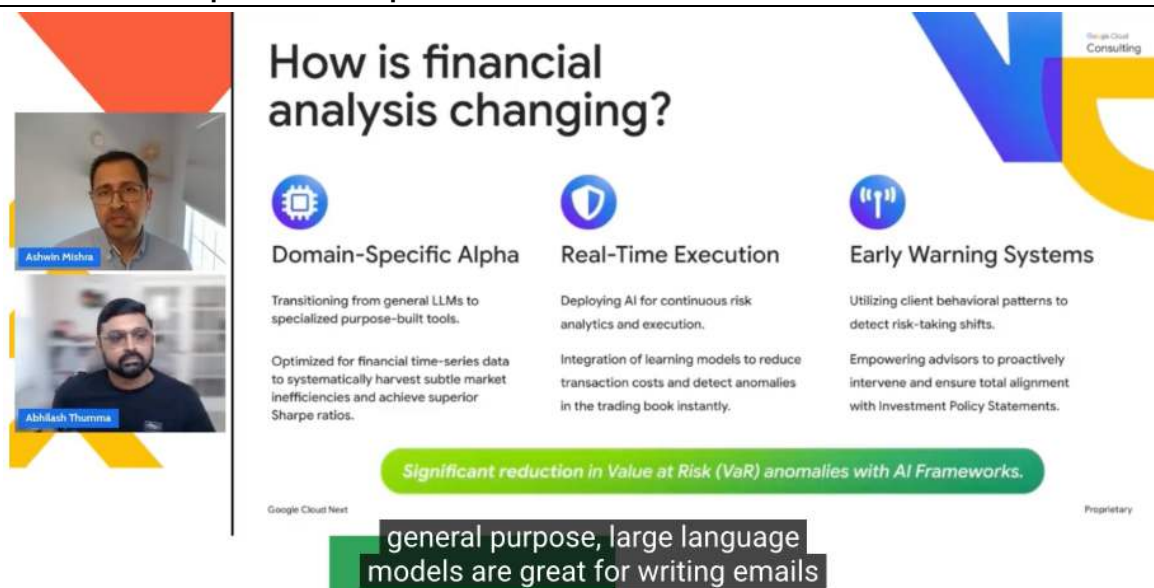 How is financial
analysis changing?
Google Cloud
Consulting
Ashwin Mishra
Abhilash Thumma
Domain-Specific Alpha
Transitioning from general LLMs to
specialized purpose-built tools.
Optimized for financial time-series data
to systematically harvest subtle market
inefficiencies and achieve superior
Sharpe ratios.
Real-Time Execution
Deploying AI for continuous risk
analytics and execution.
Integration of learning models to reduce
transaction costs and detect anomalies
in the trading book instantly.
Early Warning Systems
Utilizing client behavioral patterns to
detect risk-taking shifts.
Empowering advisors to proactively
intervene and ensure total alignment
with Investment Policy Statements.
Significant reduction in Value at Risk (VaR) anomalies with AI Frameworks.
Google Cloud Next
Proprietary
general purpose, large language
models are great for writing emails